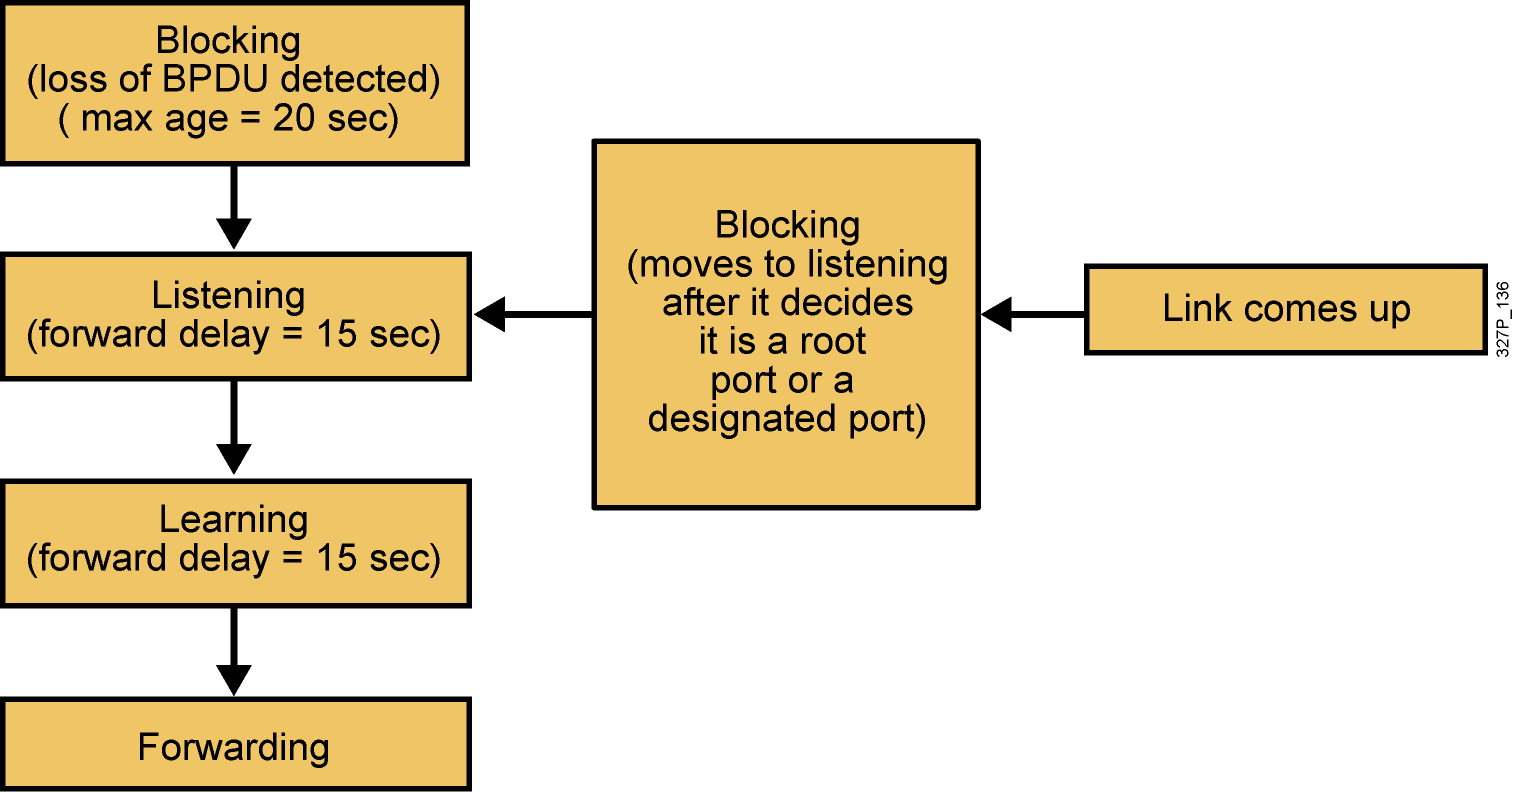 Blocking
(loss of BPDU detected)
( max age = 20 sec)
Listening
(forward delay = 15 sec)
Learning
(forward delay = 15 sec)
Forwarding
Blocking
(moves to listening
after it decides
it is a root
port or a
designated port)
Link comes up
327P_136